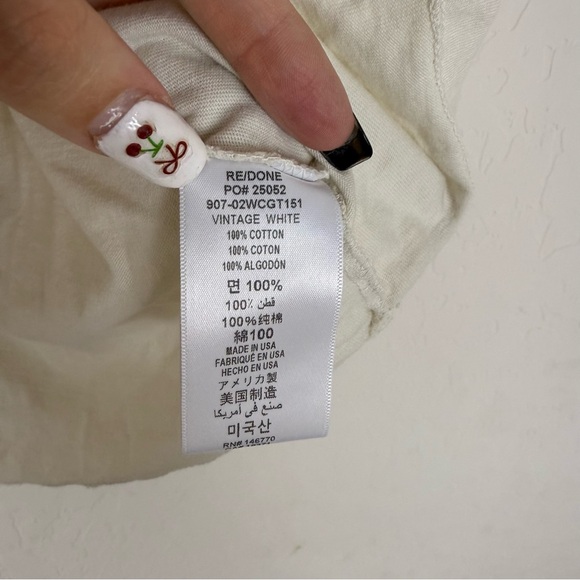 RE/DONE
PO# 25052
907-02WCGT151
VINTAGE WHITE
100% COTTON
100% COTON
100% ALGODÓN
면 100%
قطن ٪100
100%纯棉
綿100
MADE IN USA
FABRIQUÉ EN USA
HECHO EN USA
アメリカ製
美国制造
صنع في أمريكا
미국산
RN# 146770